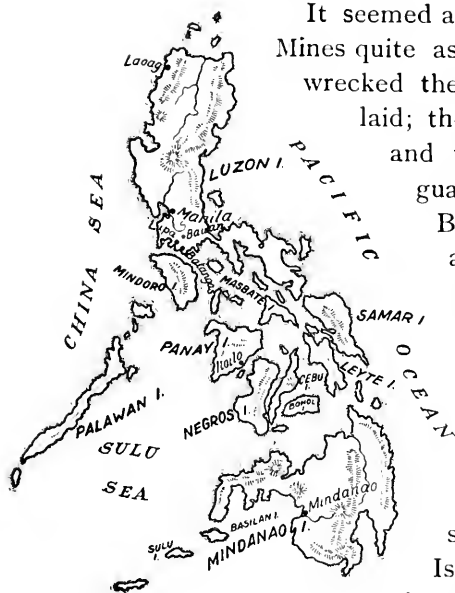 It seemed a
Mines quite as
wrecked the
laid; th
and
gua
B
a
s
Is
Laoag
LUZON I.
PACIFIC
OCEAN
CHINA SEA
Manila
Lipa
Bauan
Batangas
MINDORO I.
MASBATE I.
SAMAR I
PANAY I.
Iloilo
LEYTE I.
CEBU I.
BOHOL I.
NEGROS I.
PALAWAN I.
SULU
SEA
Mindanao
BASILAN I.
MINDANAO I.
SULU I.